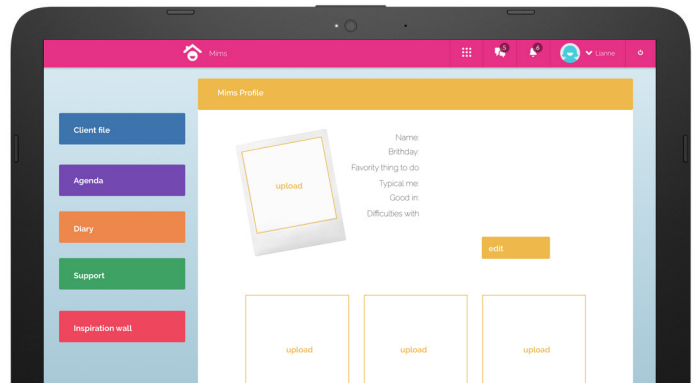 Mims
5
6
Lianne
Mims Profile
Client file
Agenda
Diary
Support
Inspiration wall
upload
Name:
Birthday:
Favority thing to do
Typical me:
Good in:
Difficulties with
edit
upload
upload
upload